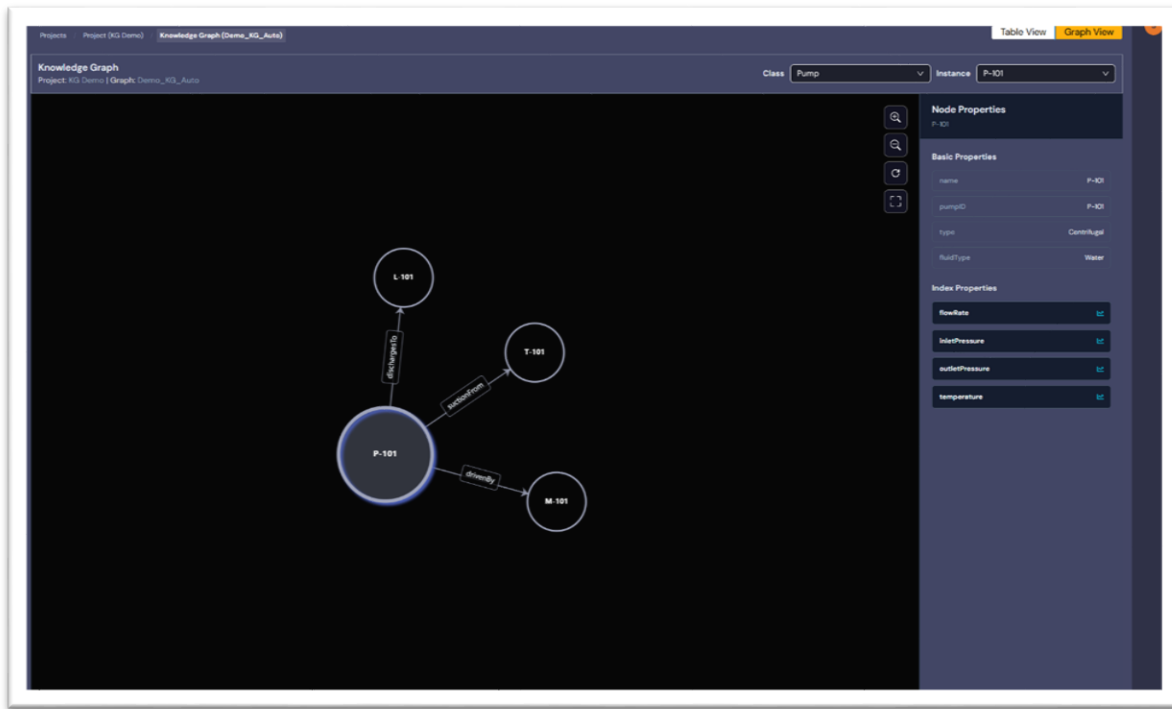 Projects / Project (KG Demo) / Knowledge Graph (Demo_KG_Auto)
Table View
Graph View
Knowledge Graph
Project: KG Demo | Graph: Demo_KG_Auto
Class
Pump
Instance
P-101
Node Properties
P-101
Basic Properties
name P-101
pumpID P-101
type Centrifugal
fluidType Water
Index Properties
flowRate
inletPressure
outletPressure
temperature
L-101
dischargesTo
T-101
suctionFrom
P-101
drivenBy
M-101